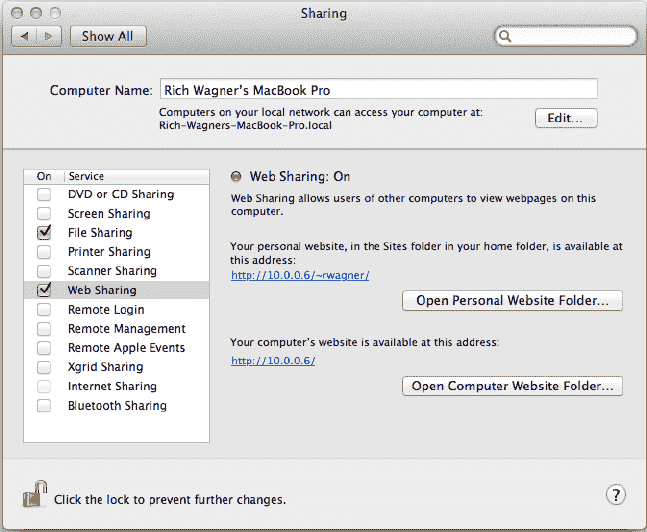 Sharing
Show All
Computer Name: Rich Wagner's MacBook Pro
Computers on your local network can access your computer at:
Rich-Wagners-MacBook-Pro.local
Edit...
On Service
DVD or CD Sharing
Screen Sharing
File Sharing
Printer Sharing
Scanner Sharing
Web Sharing
Remote Login
Remote Management
Remote Apple Events
Xgrid Sharing
Internet Sharing
Bluetooth Sharing
Web Sharing: On
Web Sharing allows users of other computers to view webpages on this
computer.
Your personal website, in the Sites folder in your home folder, is available at
this address:
http://10.0.0.6/~rwagner/
Open Personal Website Folder...
Your computer's website is available at this address:
http://10.0.0.6/
Open Computer Website Folder...
Click the lock to prevent further changes.
?